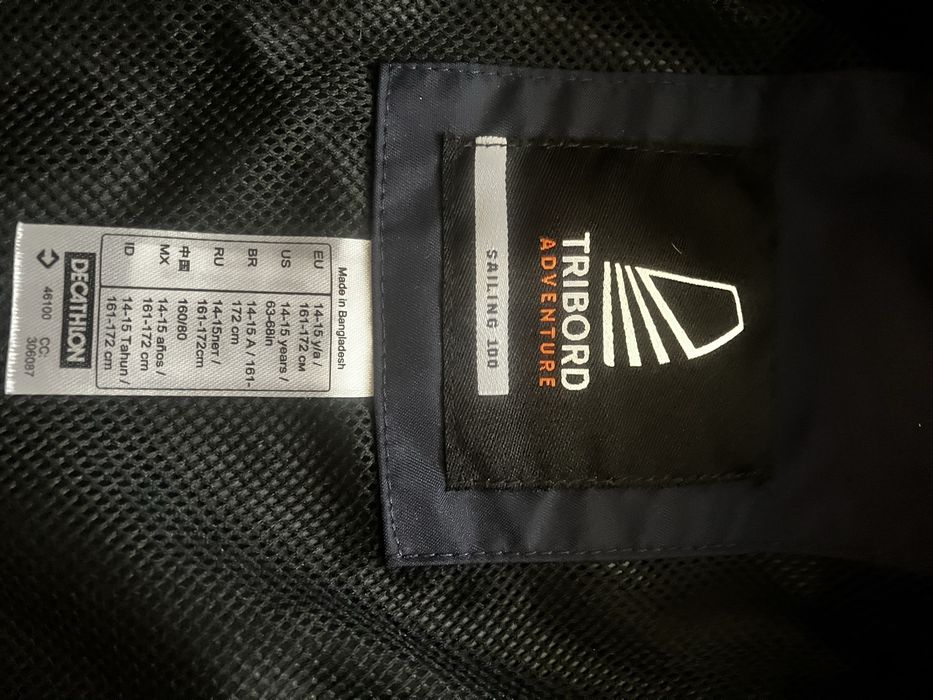 TRIBORD
ADVENTURE
SAILING 100
Made in Bangladesh
EU 14-15 y/a /
161-172 см
US 14-15 years /
63-68in
BR 14-15 A / 161-
172 cm
RU 14-15лет /
161-172cm
中国 160/80
MX 14-15 años /
161-172 cm
ID 14-15 Tahun /
161-172 cm
DECATHLON
46100 CC: 306087